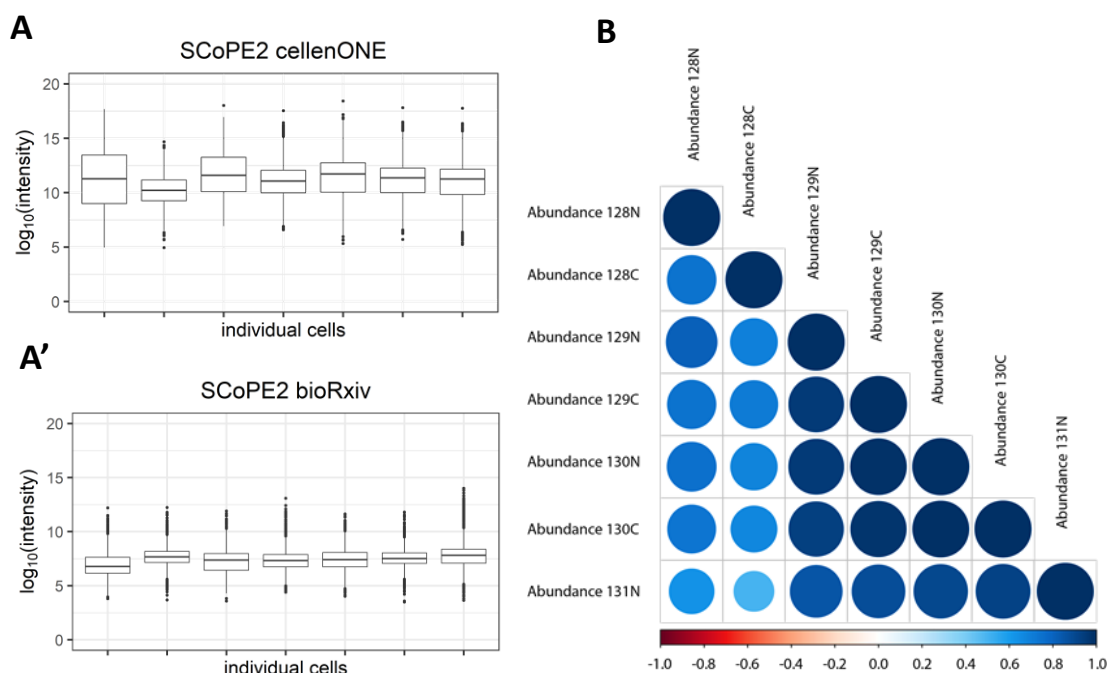 A
SCoPE2 cellenONE
log₁₀(intensity)
20
15
10
5
0
individual cells
A'
SCoPE2 bioRxiv
log₁₀(intensity)
20
15
10
5
0
individual cells
B
Abundance 128N
Abundance 128C
Abundance 129N
Abundance 129C
Abundance 130N
Abundance 130C
Abundance 131N
Abundance 128N
Abundance 128C
Abundance 129N
Abundance 129C
Abundance 130N
Abundance 130C
Abundance 131N
-1.0 -0.8 -0.6 -0.4 -0.2 0.0 0.2 0.4 0.6 0.8 1.0